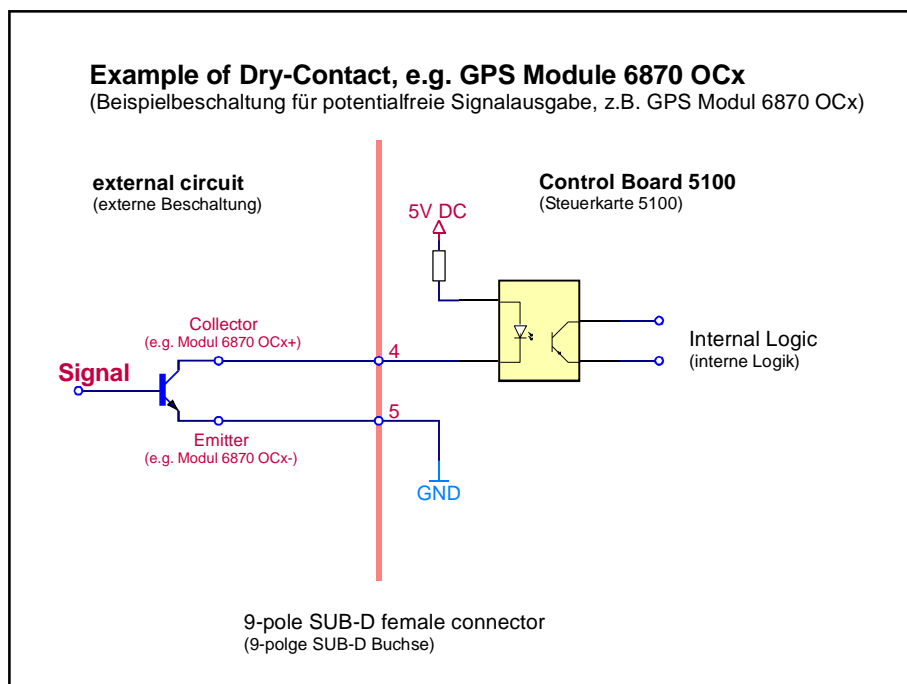 Example of Dry-Contact, e.g. GPS Module 6870 OCx
(Beispielbeschaltung für potentialfreie Signalausgabe, z.B. GPS Modul 6870 OCx)
external circuit
(externe Beschaltung)
Control Board 5100
(Steuerkarte 5100)
5V DC
Collector
(e.g. Modul 6870 OCx+)
4
Internal Logic
(interne Logik)
Signal
5
Emitter
(e.g. Modul 6870 OCx-)
GND
9-pole SUB-D female connector
(9-polge SUB-D Buchse)